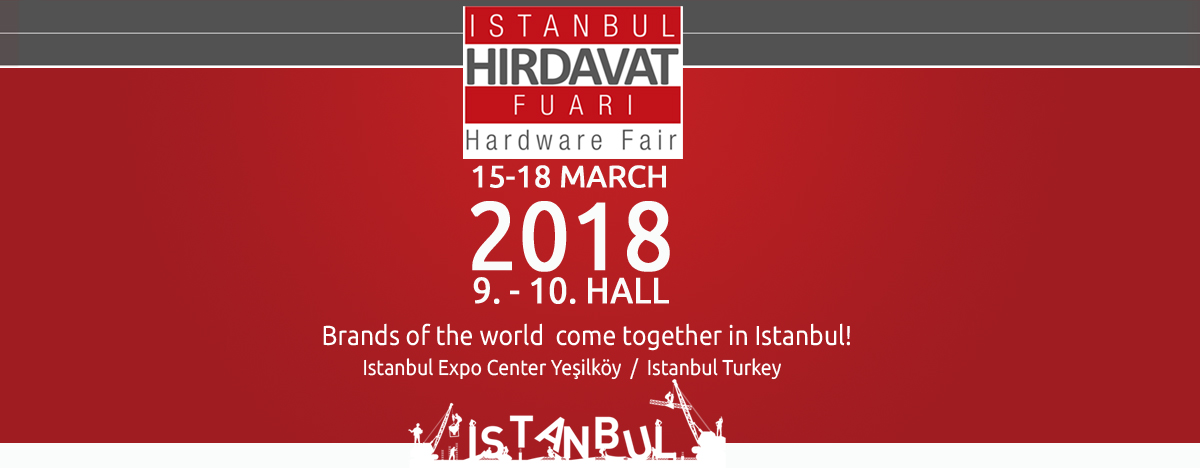 ISTANBUL
HIRDAVAT
FUARI
Hardware Fair
15-18 MARCH
2018
9. - 10. HALL
Brands of the world come together in Istanbul!
Istanbul Expo Center Yeşilköy / Istanbul Turkey
ISTANBUL